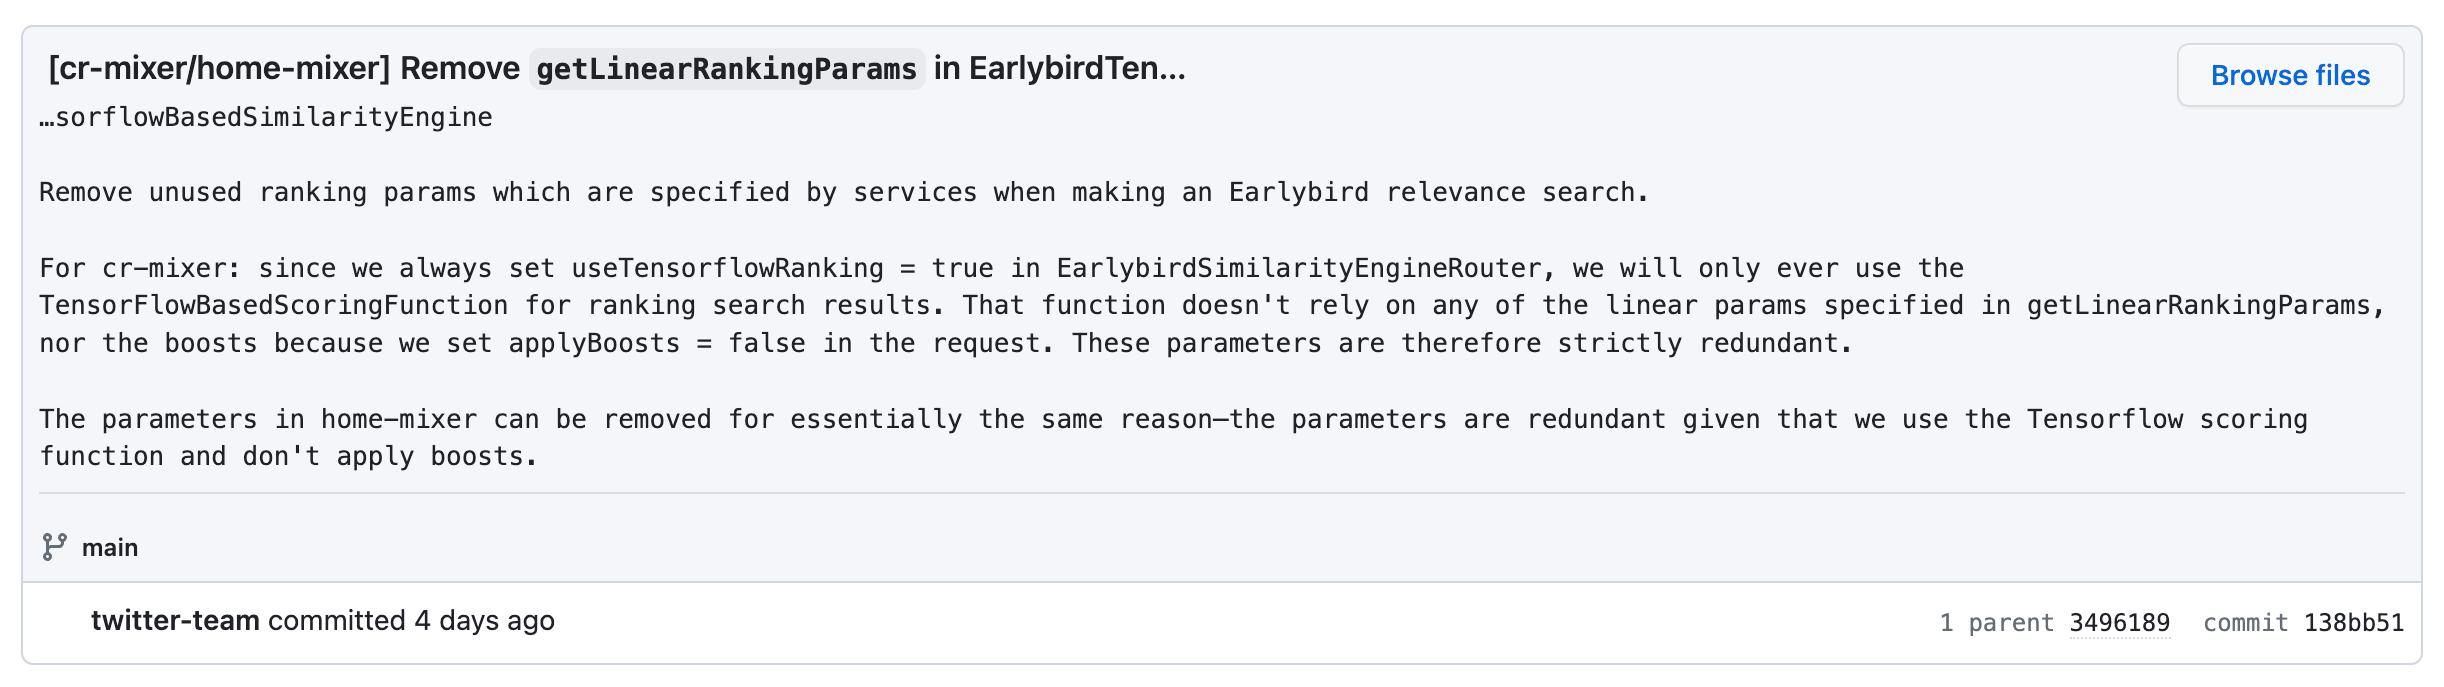 [cr-mixer/home-mixer] Remove getLinearRankingParams in EarlybirdTen...
Browse files
…sorflowBasedSimilarityEngine
Remove unused ranking params which are specified by services when making an Earlybird relevance search.
For cr-mixer: since we always set useTensorflowRanking = true in EarlybirdSimilarityEngineRouter, we will only ever use the
TensorFlowBasedScoringFunction for ranking search results. That function doesn't rely on any of the linear params specified in getLinearRankingParams,
nor the boosts because we set applyBoosts = false in the request. These parameters are therefore strictly redundant.
The parameters in home-mixer can be removed for essentially the same reason—the parameters are redundant given that we use the Tensorflow scoring
function and don't apply boosts.
main
twitter-team committed 4 days ago
1 parent 3496189 commit 138bb51